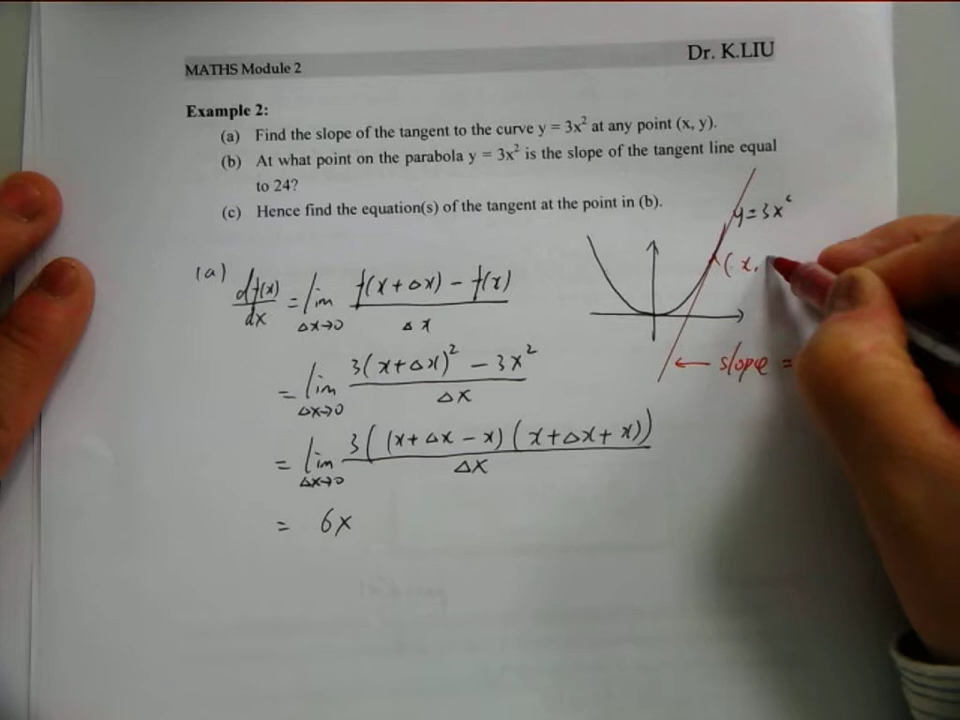 MATHS Module 2
Dr. K.LIU
Example 2:
(a) Find the slope of the tangent to the curve y = 3x² at any point (x, y).
(b) At what point on the parabola y = 3x² is the slope of the tangent line equal
to 24?
(c) Hence find the equation(s) of the tangent at the point in (b).
y=3x²
(x,
← slope =
(a) df(x)/dx = lim Δx→0 f(x+Δx) - f(x) / Δx
= lim Δx→0 3(x+Δx)² - 3x² / Δx
= lim Δx→0 3((x+Δx-x)(x+Δx+x)) / Δx
= 6x